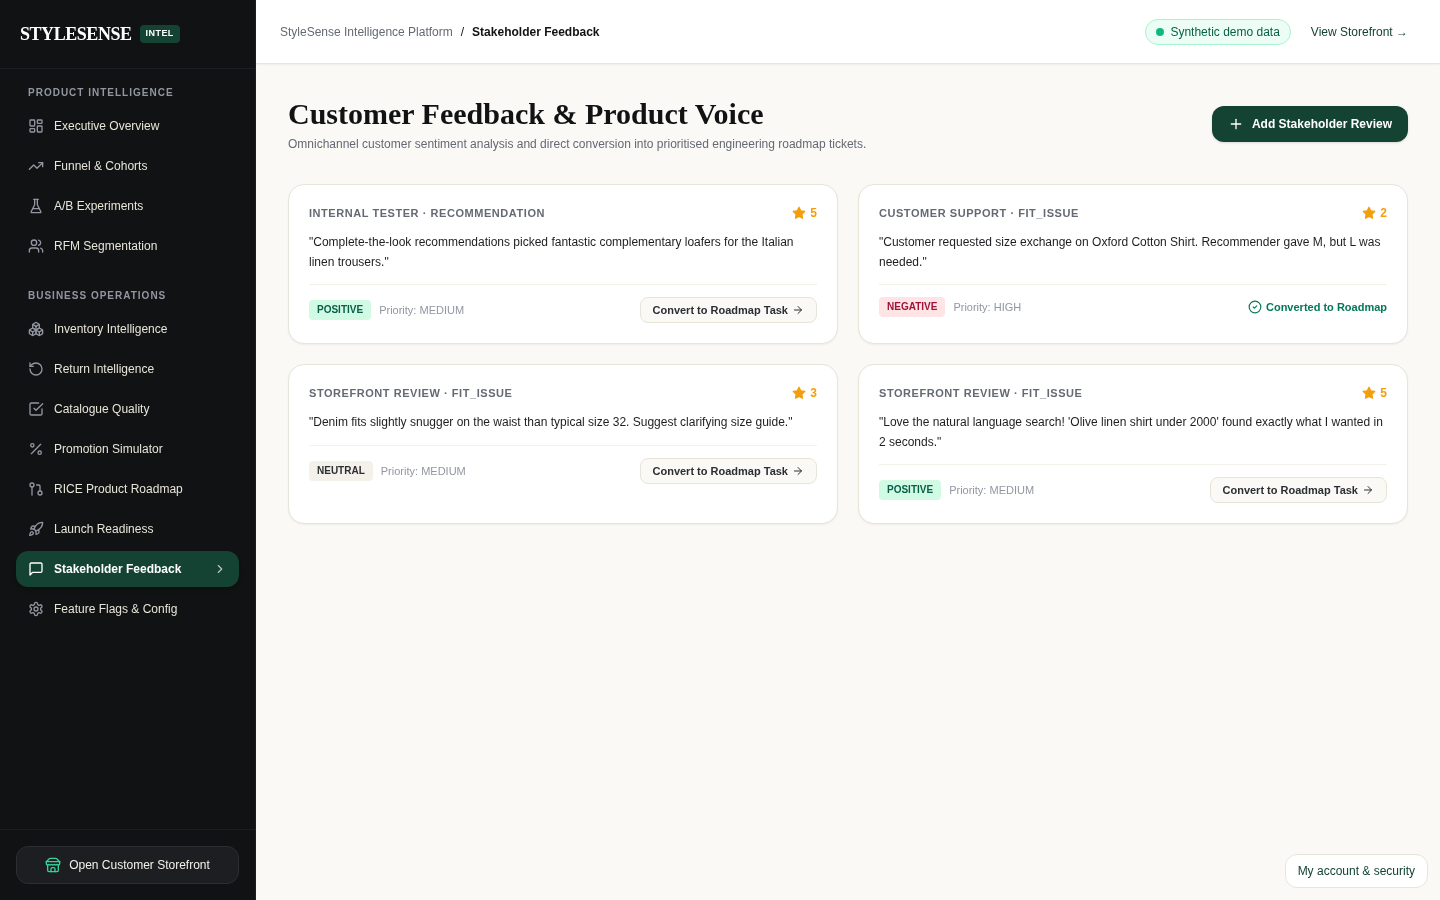 STYLESENSE INTEL
PRODUCT INTELLIGENCE
Executive Overview
Funnel & Cohorts
A/B Experiments
RFM Segmentation
BUSINESS OPERATIONS
Inventory Intelligence
Return Intelligence
Catalogue Quality
Promotion Simulator
RICE Product Roadmap
Launch Readiness
Stakeholder Feedback
Feature Flags & Config
Open Customer Storefront
StyleSense Intelligence Platform / Stakeholder Feedback
Synthetic demo data
View Storefront →
Customer Feedback & Product Voice
Omnichannel customer sentiment analysis and direct conversion into prioritised engineering roadmap tickets.
Add Stakeholder Review
INTERNAL TESTER · RECOMMENDATION
5
"Complete-the-look recommendations picked fantastic complementary loafers for the Italian
linen trousers."
POSITIVE Priority: MEDIUM
Convert to Roadmap Task
CUSTOMER SUPPORT · FIT_ISSUE
2
"Customer requested size exchange on Oxford Cotton Shirt. Recommender gave M, but L was
needed."
NEGATIVE Priority: HIGH
Converted to Roadmap
STOREFRONT REVIEW · FIT_ISSUE
3
"Denim fits slightly snugger on the waist than typical size 32. Suggest clarifying size guide."
NEUTRAL Priority: MEDIUM
Convert to Roadmap Task
STOREFRONT REVIEW · FIT_ISSUE
5
"Love the natural language search! 'Olive linen shirt under 2000' found exactly what I wanted in
2 seconds."
POSITIVE Priority: MEDIUM
Convert to Roadmap Task
My account & security